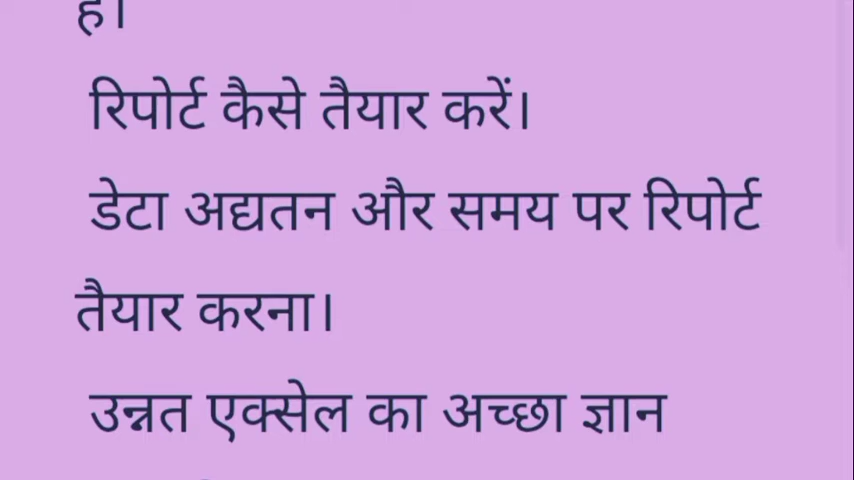 है।
रिपोर्ट कैसे तैयार करें।
डेटा अद्यतन और समय पर रिपोर्ट
तैयार करना।
उन्नत एक्सेल का अच्छा ज्ञान